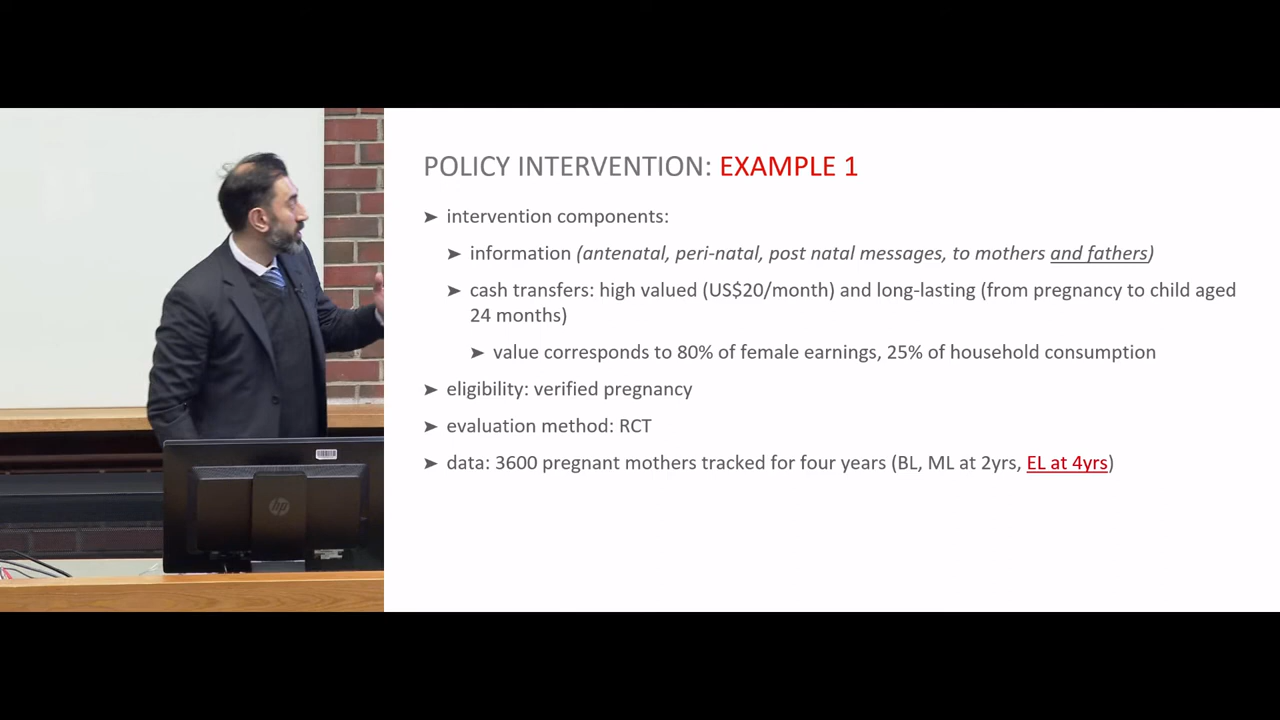 POLICY INTERVENTION: EXAMPLE 1
➤ intervention components:
➤ information (antenatal, peri-natal, post natal messages, to mothers and fathers)
➤ cash transfers: high valued (US$20/month) and long-lasting (from pregnancy to child aged
24 months)
➤ value corresponds to 80% of female earnings, 25% of household consumption
➤ eligibility: verified pregnancy
➤ evaluation method: RCT
➤ data: 3600 pregnant mothers tracked for four years (BL, ML at 2yrs, EL at 4yrs)
hp